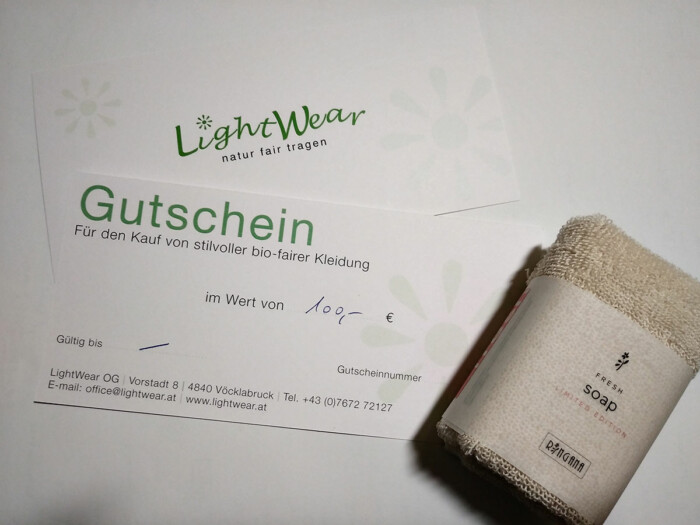 LightWear
natur fair tragen
Gutschein
Für den Kauf von stilvoller bio-fairer Kleidung
im Wert von 100,- €
Gültig bis —
Gutscheinnummer
LightWear OG | Vorstadt 8 | 4840 Vöcklabruck | Tel. +43 (0)7672 72127
E-mail: office@lightwear.at | www.lightwear.at
FRESH
soap
LIMITED EDITION
RINGANA